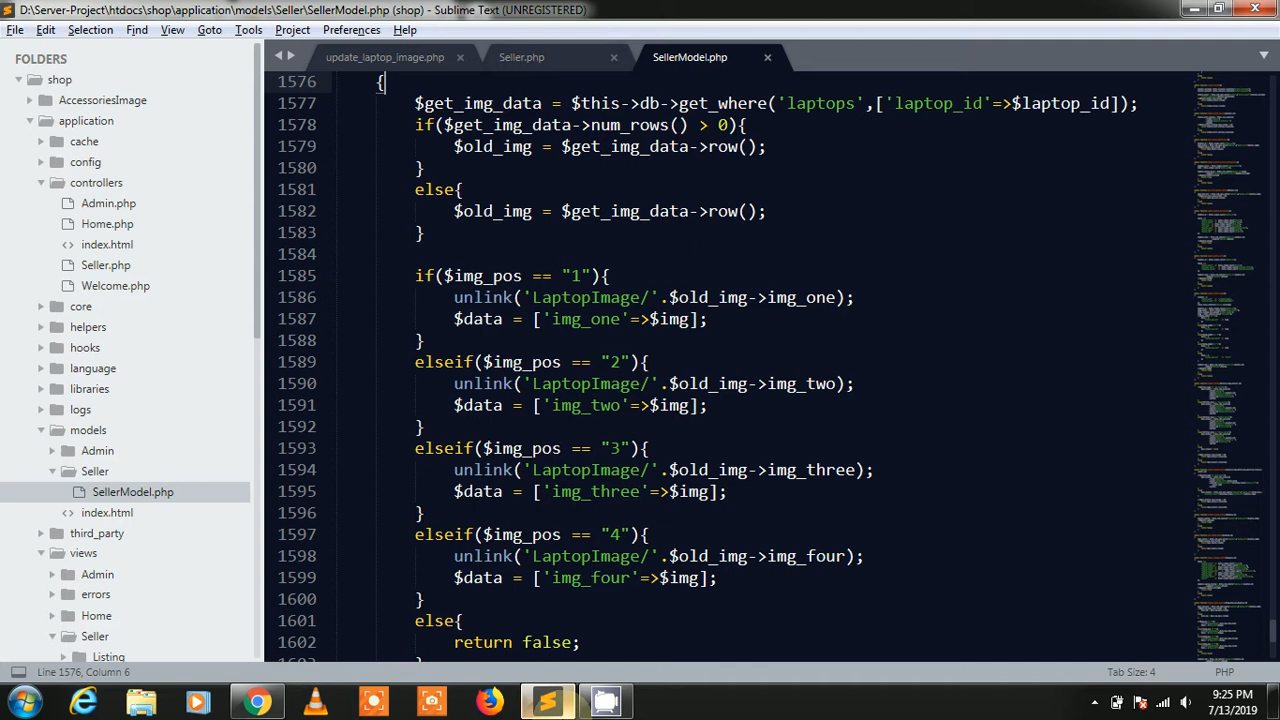 D:\Server-Project\htdocs\shop\application\models\Seller\SellerModel.php (shop) - Sublime Text (UNREGISTERED)
File Edit Selection Find View Goto Tools Project Preferences Help
FOLDERS
shop
AccessoriesImage
application
cache
config
controllers
Admin.php
Home.php
index.html
Seller.php
Welcome.php
core
helpers
hooks
language
libraries
logs
models
Admin
Seller
SellerModel.php
index.html
third_party
views
Admin
errors
Home
Seller
Listing
update_laptop_image.php Seller.php SellerModel.php
1576 {
1577 $get_img_data = $this->db->get_where('laptops',['laptop_id'=>$laptop_id]);
1578 if($get_img_data->num_rows() > 0){
1579 $old_img = $get_img_data->row();
1580 }
1581 else{
1582 $old_img = $get_img_data->row();
1583 }
1584
1585 if($img_pos == "1"){
1586 unlink('LaptopImage/'.$old_img->img_one);
1587 $data = ['img_one'=>$img];
1588 }
1589 elseif($img_pos == "2"){
1590 unlink('LaptopImage/'.$old_img->img_two);
1591 $data = ['img_two'=>$img];
1592 }
1593 elseif($img_pos == "3"){
1594 unlink('LaptopImage/'.$old_img->img_three);
1595 $data = ['img_three'=>$img];
1596 }
1597 elseif($img_pos == "4"){
1598 unlink('LaptopImage/'.$old_img->img_four);
1599 $data = ['img_four'=>$img];
1600 }
1601 else{
1602 return false;
1603 }
Line 1576, Column 6 Tab Size: 4 PHP
9:25 PM
7/13/2019